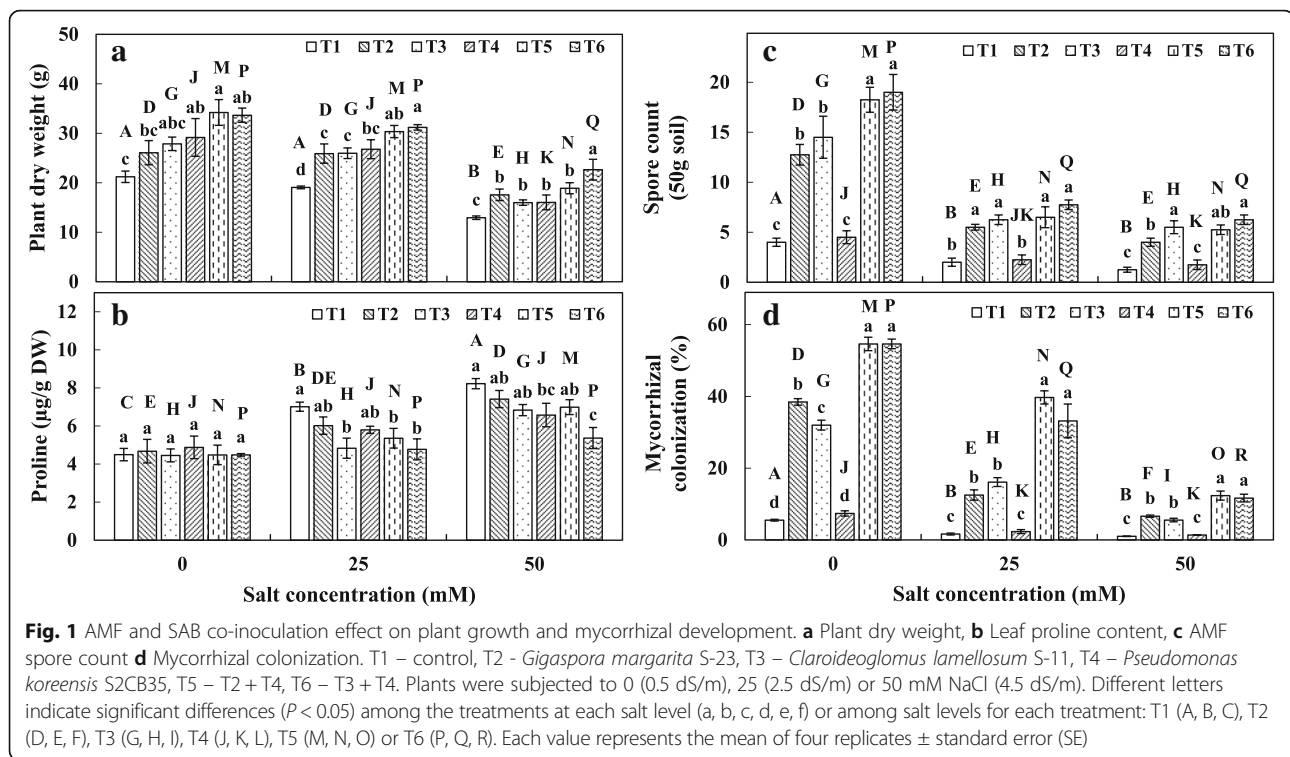 a
T1 T2 T3 T4 T5 T6
Plant dry weight (g)
50
40
30
20
10
0
A D G J M P
c bc abc ab a ab
A D G J M P
d c c bc ab a
B E H K N Q
c b b b b a
b
T1 T2 T3 T4 T5 T6
Proline (µg/g DW)
12
10
8
6
4
2
0
C E H J N P
a a a a a a
B DE H J N P
a ab b ab b b
A D G J M P
a ab ab bc ab c
0 25 50
Salt concentration (mM)
c
T1 T2 T3 T4 T5 T6
Spore count
(50g soil)
20
15
10
5
0
A D G J M P
c b b c a a
B E H JK N Q
b a a b a a
B E H K N Q
c b a c ab a
d
T1 T2 T3 T4 T5 T6
Mycorrhizal
colonization (%)
60
40
20
0
A D G J M P
d b c d a a
B E H K N Q
c b b c a a
B F I K O R
c b b c a a
0 25 50
Salt concentration (mM)
Fig. 1 AMF and SAB co-inoculation effect on plant growth and mycorrhizal development. a Plant dry weight, b Leaf proline content, c AMF
spore count d Mycorrhizal colonization. T1 – control, T2 - Gigaspora margarita S-23, T3 – Claroideoglomus lamellosum S-11, T4 – Pseudomonas
koreensis S2CB35, T5 – T2 + T4, T6 – T3 + T4. Plants were subjected to 0 (0.5 dS/m), 25 (2.5 dS/m) or 50 mM NaCl (4.5 dS/m). Different letters
indicate significant differences (P < 0.05) among the treatments at each salt level (a, b, c, d, e, f) or among salt levels for each treatment: T1 (A, B, C), T2
(D, E, F), T3 (G, H, I), T4 (J, K, L), T5 (M, N, O) or T6 (P, Q, R). Each value represents the mean of four replicates ± standard error (SE)